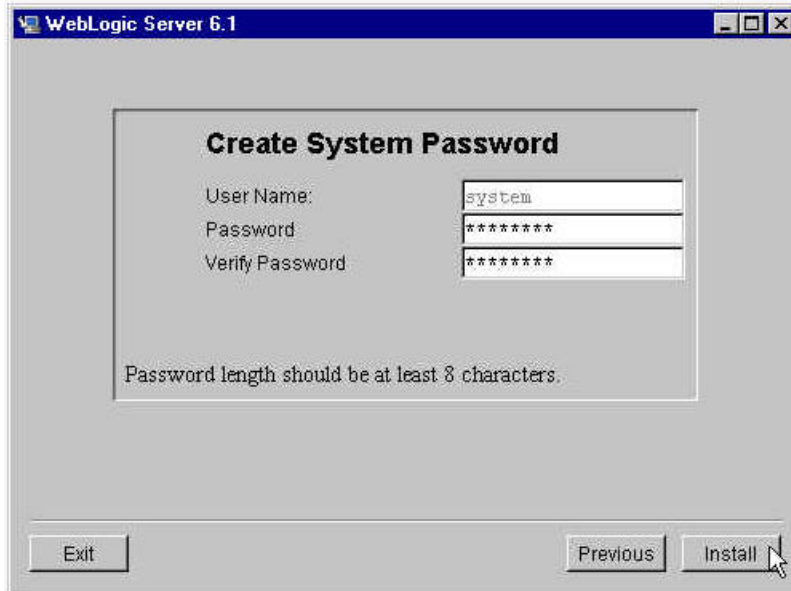 WebLogic Server 6.1
Create System Password
User Name: system
Password ********
Verify Password ********
Password length should be at least 8 characters.
Exit Previous Install